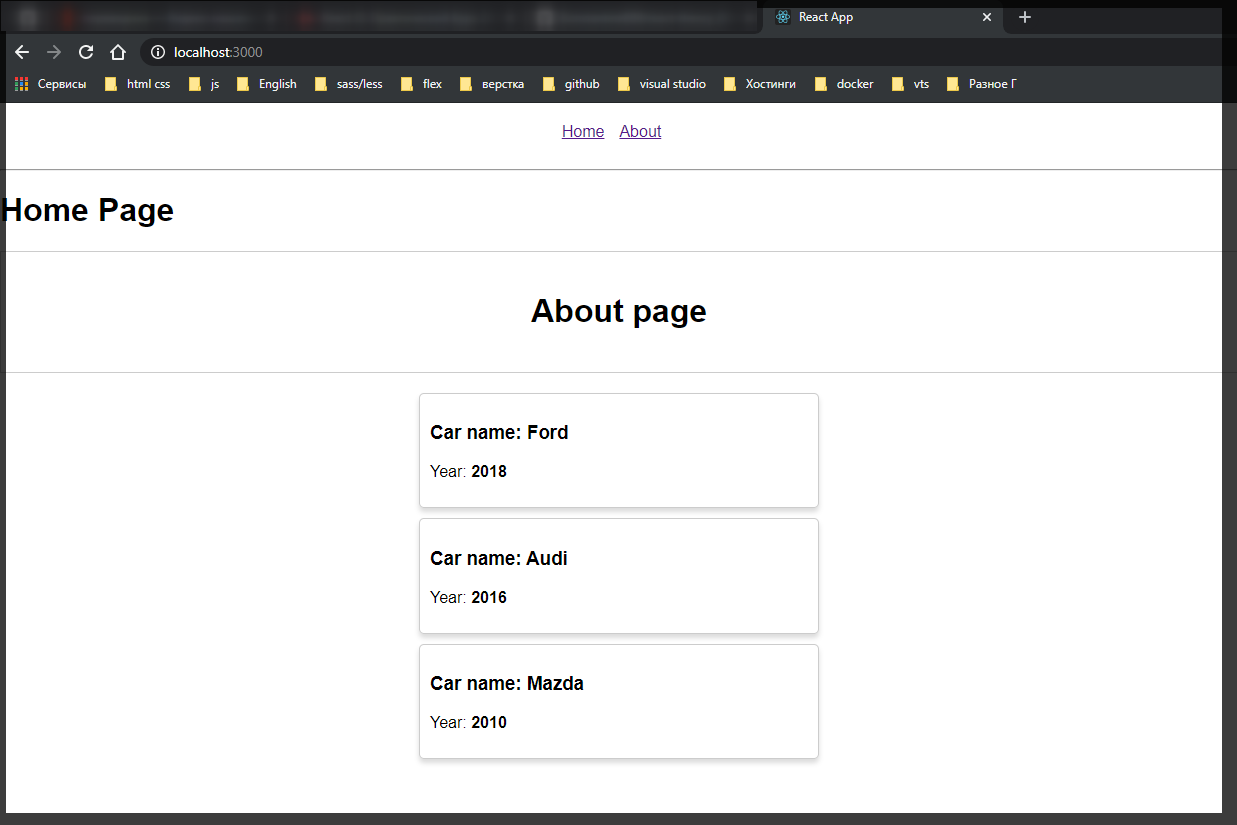 React App
localhost:3000
Сервисы html css js English sass/less flex верстка github visual studio Хостинги docker vts Разное Г
Home About
Home Page
About page
Car name: Ford
Year: 2018
Car name: Audi
Year: 2016
Car name: Mazda
Year: 2010